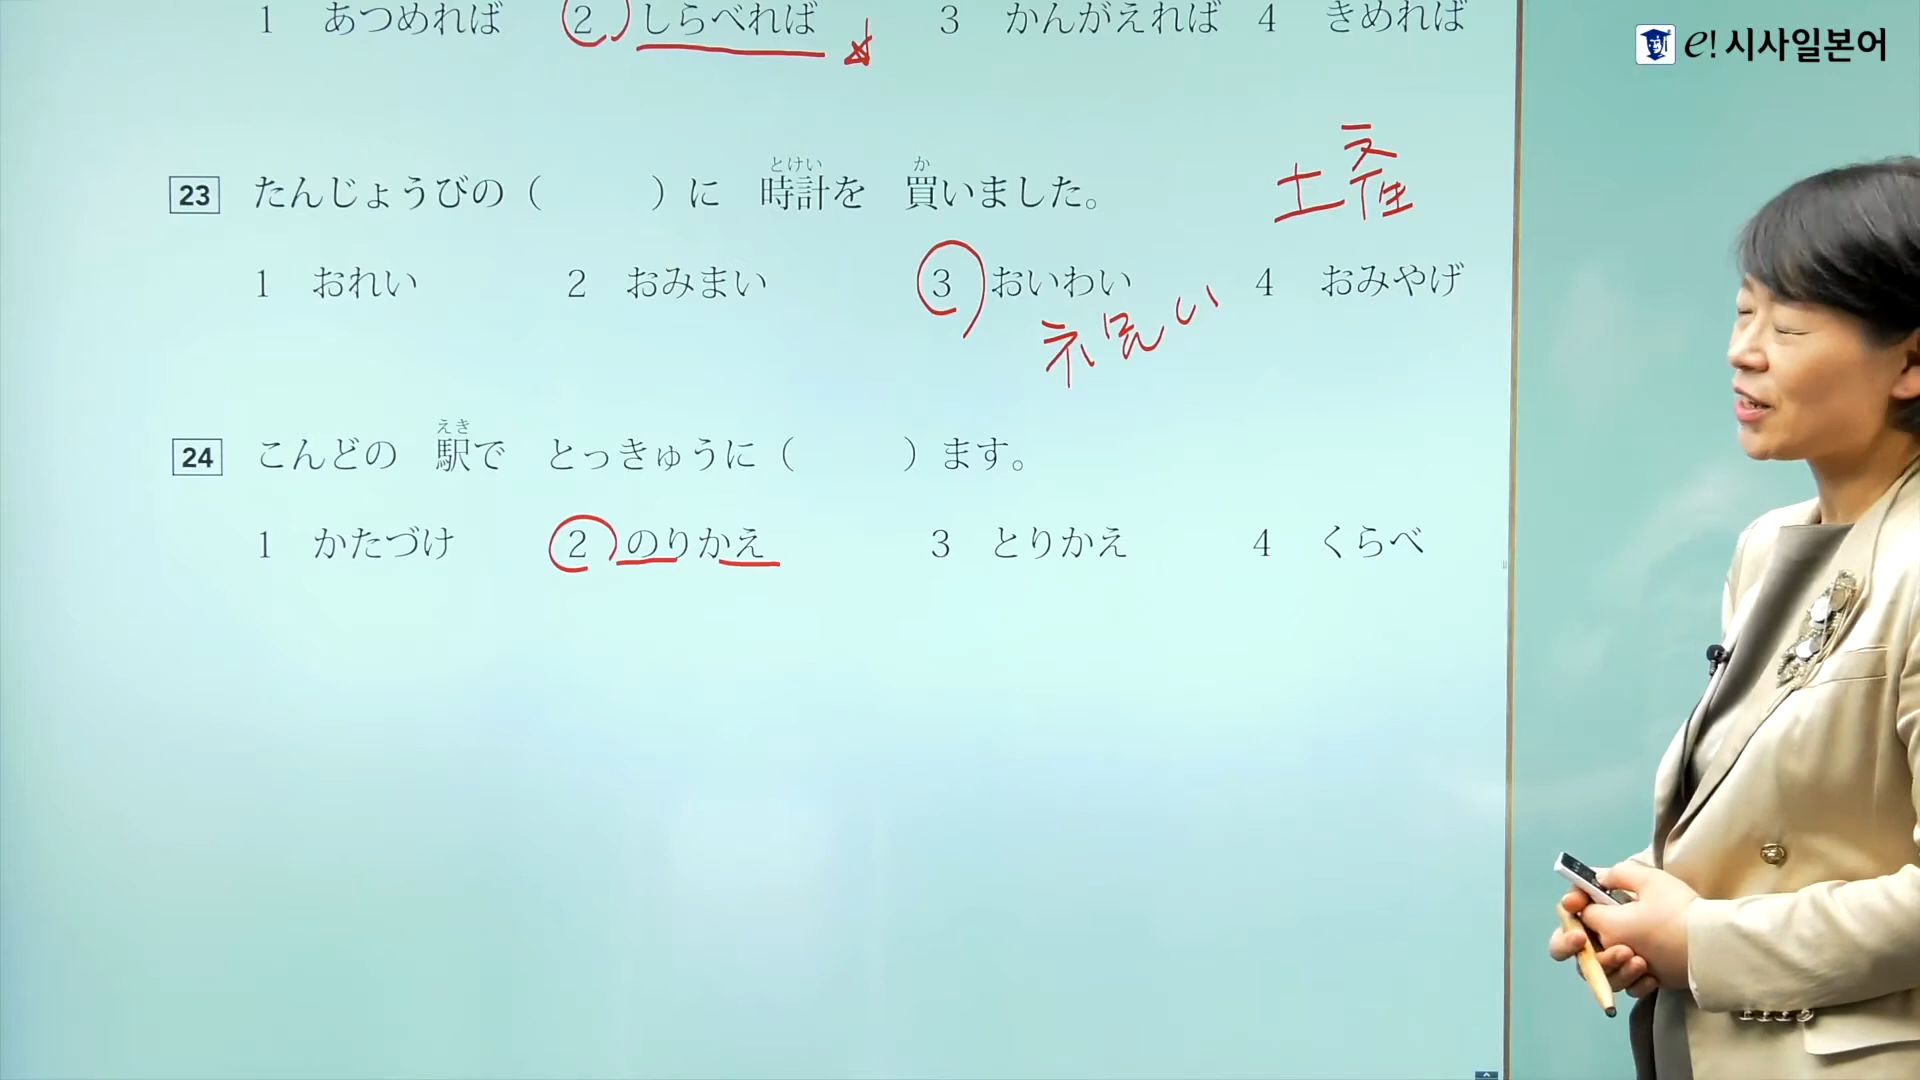 1 あつめれば 2 しらべれば 3 かんがえれば 4 きめれば
e! 시사일본어
23 たんじょうびの（　　　）に 時計を 買いました。
とけい か
土産
1 おれい 2 おみまい 3 おいわい 4 おみやげ
祝い
24 こんどの 駅で とっきゅうに（　　　）ます。
えき
1 かたづけ 2 のりかえ 3 とりかえ 4 くらべ